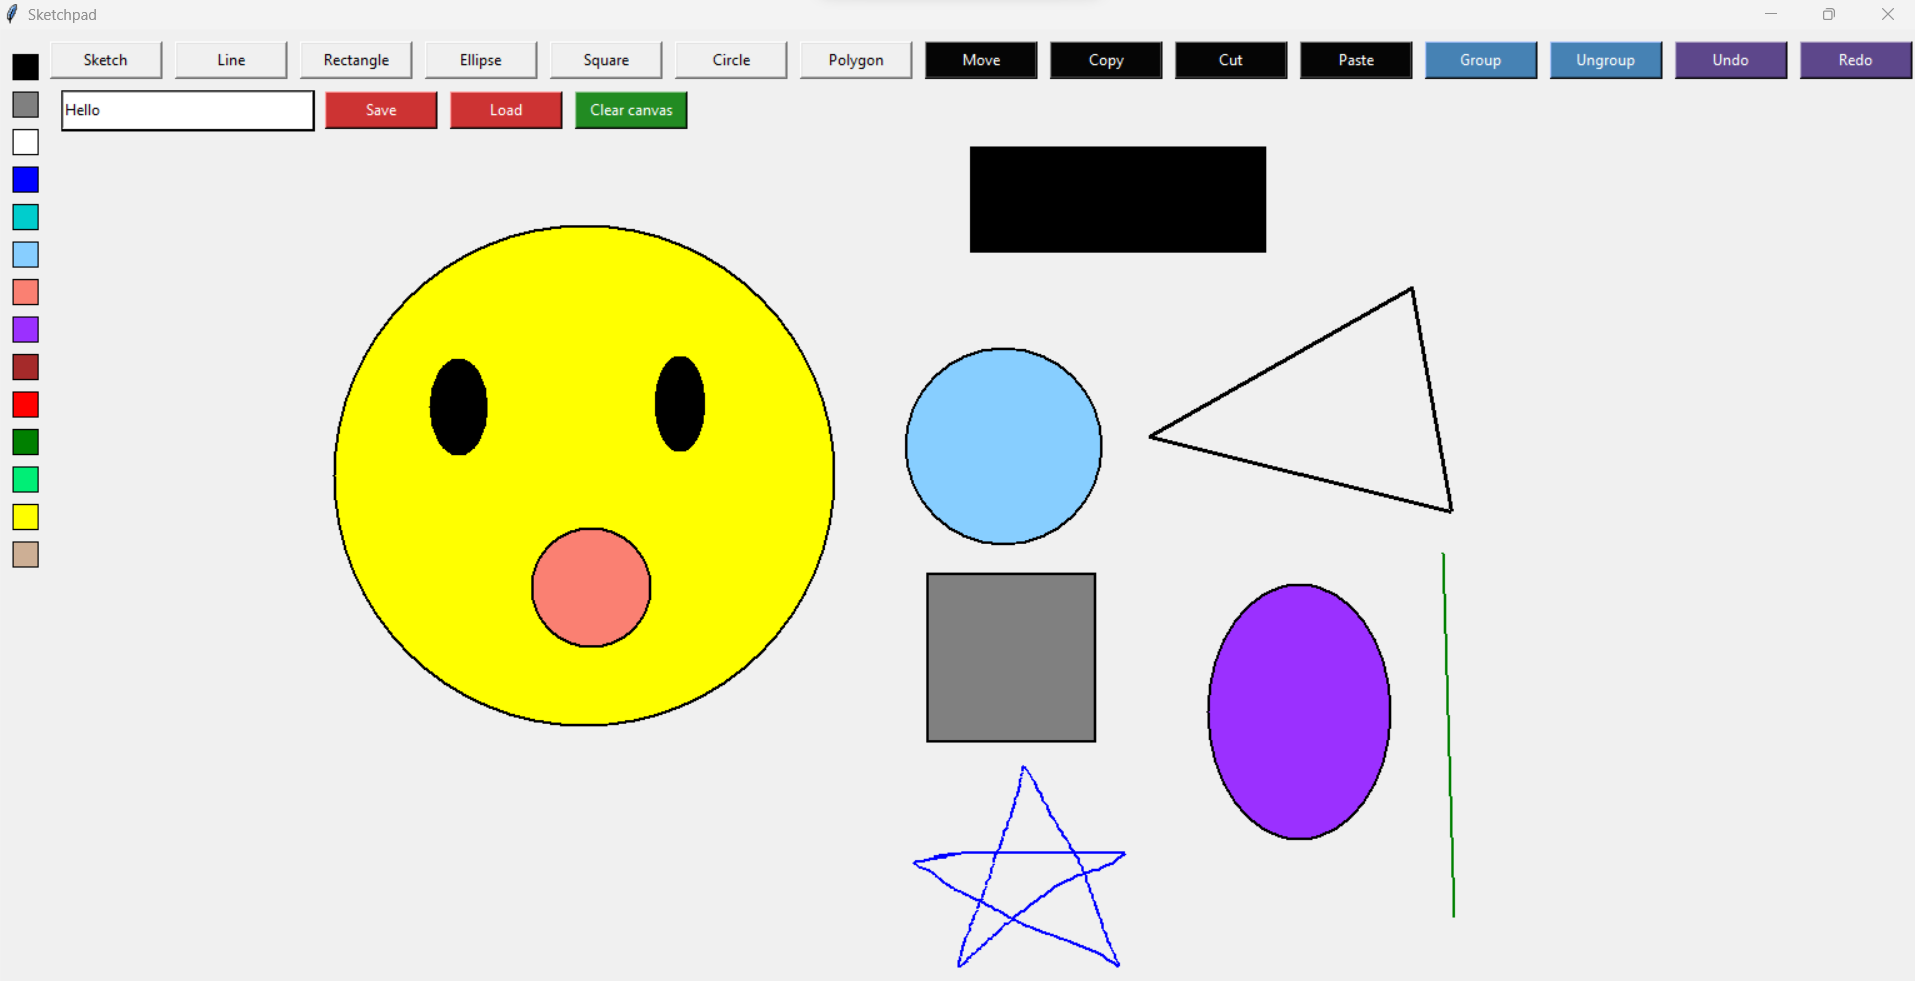 Sketchpad
Sketch Line Rectangle Ellipse Square Circle Polygon Move Copy Cut Paste Group Ungroup Undo Redo
Hello Save Load Clear canvas